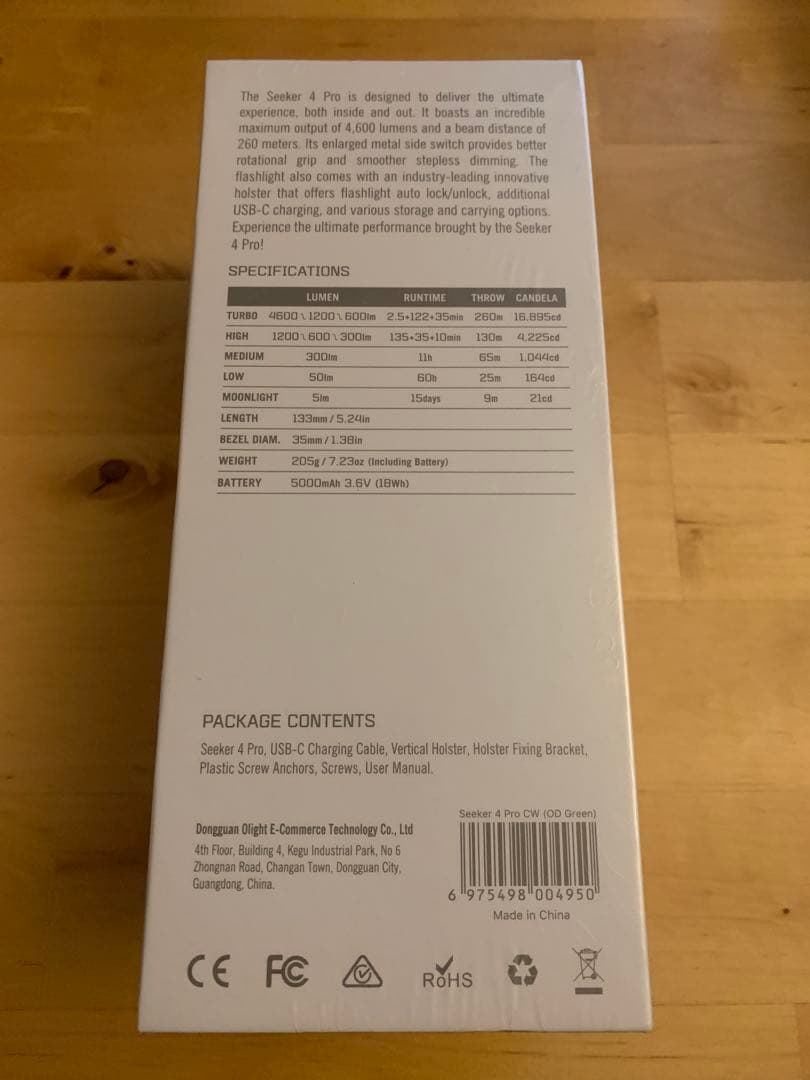 The Seeker 4 Pro is designed to deliver the ultimate
experience, both inside and out. It boasts an incredible
maximum output of 4,600 lumens and a beam distance of
260 meters. Its enlarged metal side switch provides better
rotational grip and smoother stepless dimming. The
flashlight also comes with an industry-leading innovative
holster that offers flashlight auto lock/unlock, additional
USB-C charging, and various storage and carrying options.
Experience the ultimate performance brought by the Seeker
4 Pro!
SPECIFICATIONS
LUMEN RUNTIME THROW CANDELA
TURBO 4600 \ 1200 \ 600lm 2.5+122+35min 260m 16,895cd
HIGH 1200 \ 600 \ 300lm 135+35+10min 130m 4,225cd
MEDIUM 300lm 11h 65m 1,044cd
LOW 50lm 60h 25m 164cd
MOONLIGHT 5lm 15days 9m 21cd
LENGTH 133mm / 5.24in
BEZEL DIAM. 35mm / 1.38in
WEIGHT 205g / 7.23oz (Including Battery)
BATTERY 5000mAh 3.6V (18Wh)
PACKAGE CONTENTS
Seeker 4 Pro, USB-C Charging Cable, Vertical Holster, Holster Fixing Bracket,
Plastic Screw Anchors, Screws, User Manual.
Dongguan Olight E-Commerce Technology Co., Ltd
4th Floor, Building 4, Kegu Industrial Park, No 6
Zhongnan Road, Changan Town, Dongguan City,
Guangdong, China.
Seeker 4 Pro CW (OD Green)
6 975498 004950
Made in China
CE FC RoHS